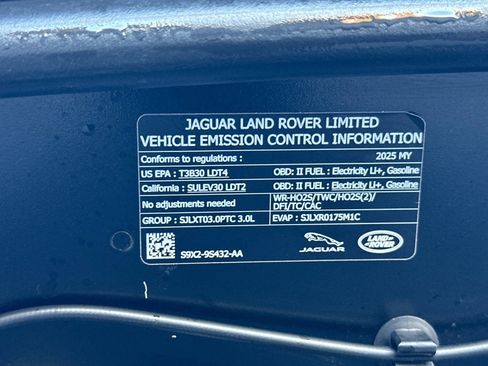 JAGUAR LAND ROVER LIMITED
VEHICLE EMISSION CONTROL INFORMATION
Conforms to regulations : 2025 MY
US EPA : T3B30 LDT4 OBD: II FUEL : Electricity Li+, Gasoline
California : SULEV30 LDT2 OBD: II FUEL : Electricity Li+, Gasoline
No adjustments needed WR-HO2S/TWC/HO2S(2)/
DFI/TC/CAC
GROUP : SJLXT03.0PTC 3.0L EVAP : SJLXR0175M1C
S9X2-9S432-AA
JAGUAR
LAND ROVER